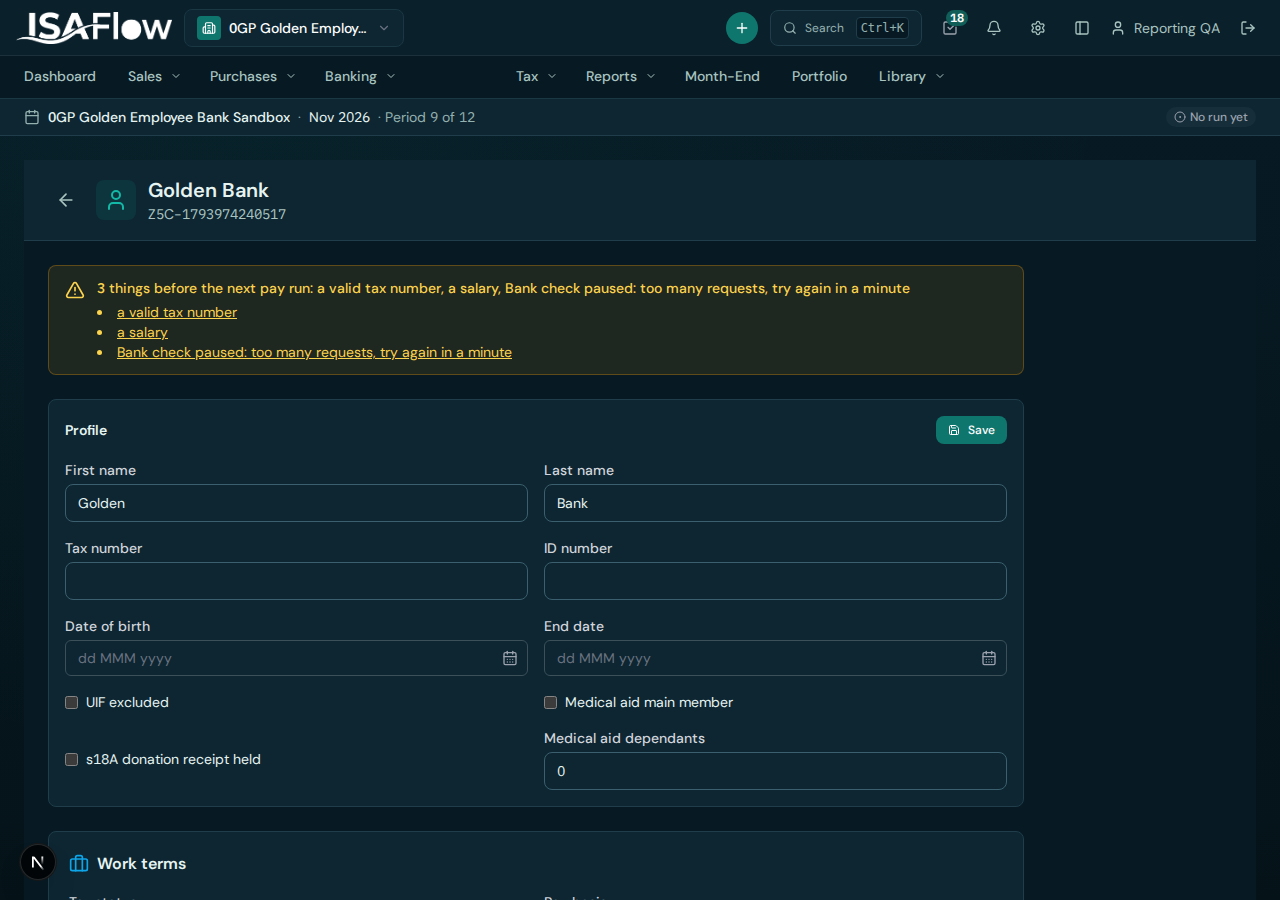 ISAFlow
0GP Golden Employ...
Search Ctrl+K
18
Reporting QA
Dashboard Sales Purchases Banking Tax Reports Month-End Portfolio Library
0GP Golden Employee Bank Sandbox · Nov 2026 · Period 9 of 12
No run yet
Golden Bank
Z5C-1793974240517
3 things before the next pay run: a valid tax number, a salary, Bank check paused: too many requests, try again in a minute
a valid tax number
a salary
Bank check paused: too many requests, try again in a minute
Profile
Save
First name Last name
Golden Bank
Tax number ID number
Date of birth End date
dd MMM yyyy dd MMM yyyy
UIF excluded Medical aid main member
Medical aid dependants
s18A donation receipt held
0
N
Work terms